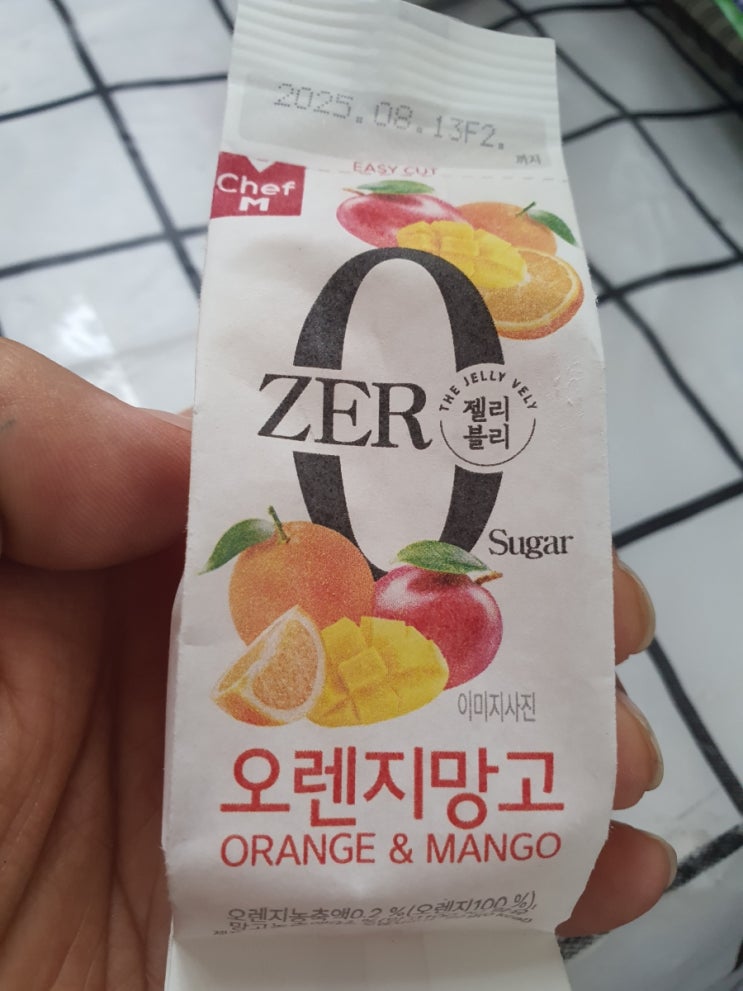 2025.08.13F2.
까지
EASY CUT
Chef
M
ZERO
THE JELLY VELY
젤리
블리
Sugar
이미지사진
오렌지망고
ORANGE & MANGO
오렌지농축액0.2 %(오렌지100 %),